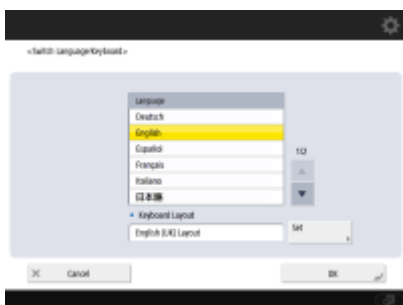 <Switch Language/Keyboard>
Language
Deutsch
English
Español
Français
Italiano
日本語
1/2
Keyboard Layout
English (UK) Layout
Set
Cancel
OK